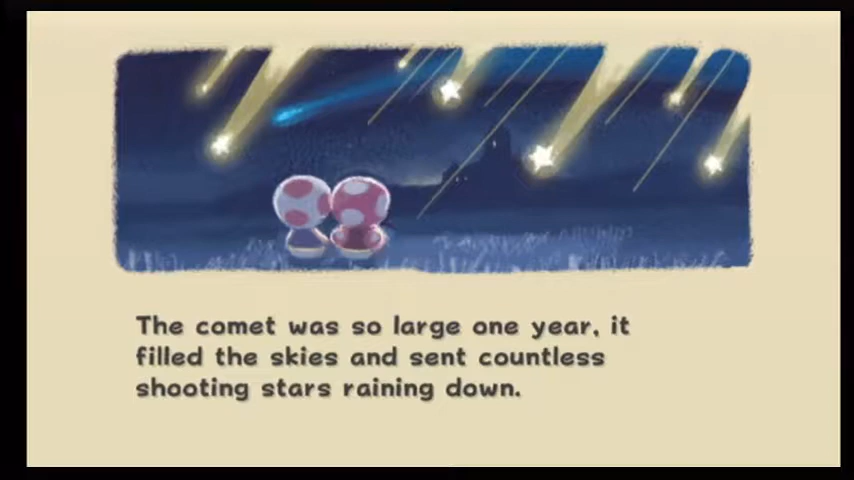 The comet was so large one year, it
filled the skies and sent countless
shooting stars raining down.